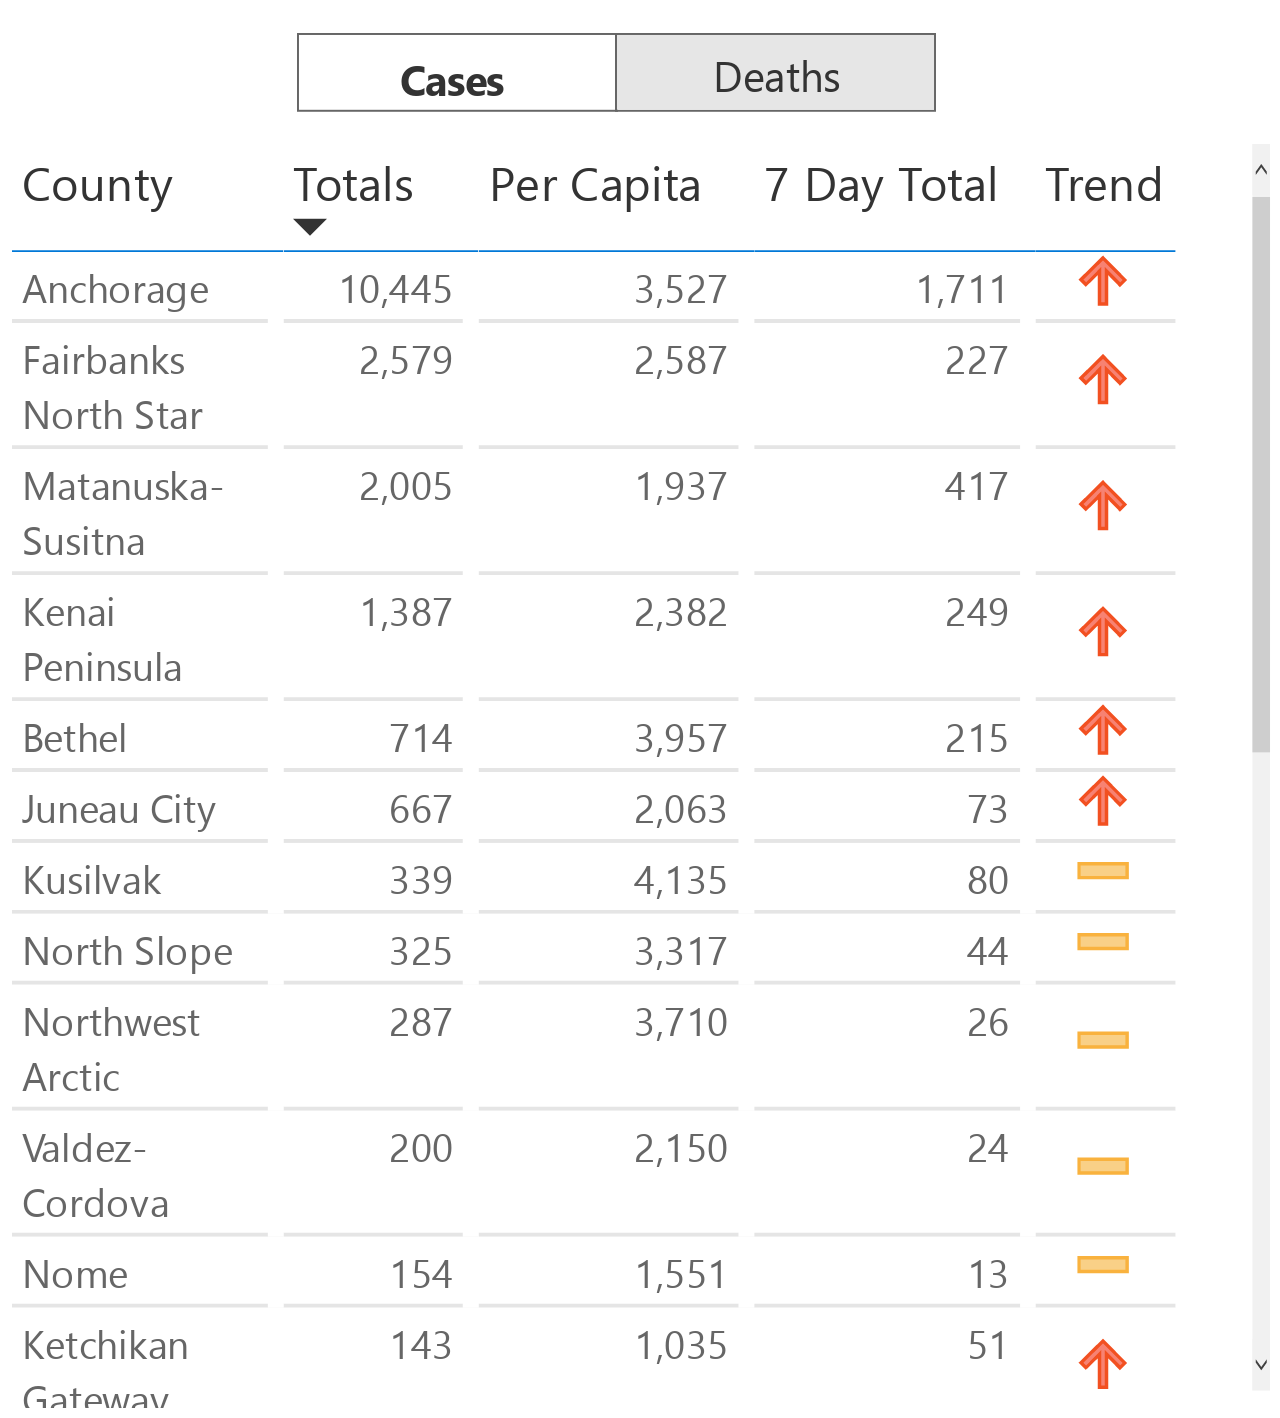 Cases Deaths
County Totals Per Capita 7 Day Total Trend
Anchorage 10,445 3,527 1,711
Fairbanks 2,579 2,587 227
North Star
Matanuska- 2,005 1,937 417
Susitna
Kenai 1,387 2,382 249
Peninsula
Bethel 714 3,957 215
Juneau City 667 2,063 73
Kusilvak 339 4,135 80
North Slope 325 3,317 44
Northwest 287 3,710 26
Arctic
Valdez- 200 2,150 24
Cordova
Nome 154 1,551 13
Ketchikan 143 1,035 51
Gateway